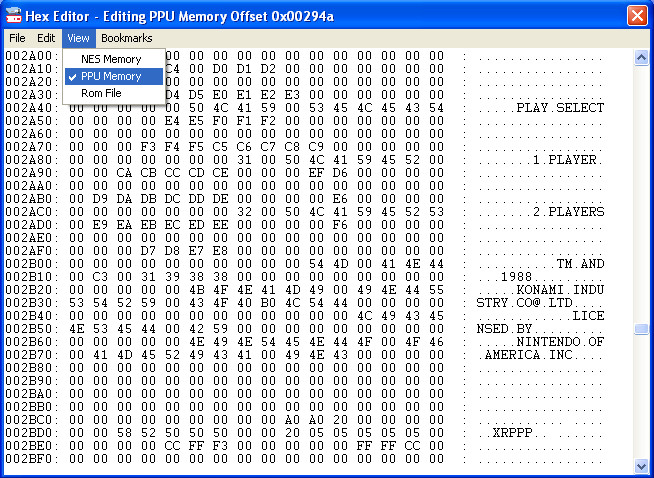 Hex Editor - Editing PPU Memory Offset 0x00294a
File Edit View Bookmarks
NES Memory
PPU Memory
Rom File
002A00: 00 00 00 00 00 00 00 00 00 00 00 00 : ................
002A10: C4 00 D0 D1 D2 00 00 00 00 00 00 00 : ................
002A20: 00 00 00 00 00 00 00 00 00 00 00 00 : ................
002A30: D4 D5 E0 E1 E2 E3 00 00 00 00 00 00 : ................
002A40: 00 00 00 00 00 50 4C 41 59 00 53 45 4C 45 43 54 : .....PLAY.SELECT
002A50: 00 00 00 00 E4 E5 F0 F1 F2 00 00 00 00 00 00 00 : ................
002A60: 00 00 00 00 00 00 00 00 00 00 00 00 00 00 00 00 : ................
002A70: 00 00 00 F3 F4 F5 C5 C6 C7 C8 C9 00 00 00 00 00 : ................
002A80: 00 00 00 00 00 00 00 31 00 50 4C 41 59 45 52 00 : .......1.PLAYER.
002A90: 00 00 CA CB CC CD CE 00 00 00 EF D6 00 00 00 00 : ................
002AA0: 00 00 00 00 00 00 00 00 00 00 00 00 00 00 00 00 : ................
002AB0: 00 D9 DA DB DC DD DE 00 00 00 00 E6 00 00 00 00 : ................
002AC0: 00 00 00 00 00 00 00 32 00 50 4C 41 59 45 52 53 : .......2.PLAYERS
002AD0: 00 E9 EA EB EC ED EE 00 00 00 00 F6 00 00 00 00 : ................
002AE0: 00 00 00 00 00 00 00 00 00 00 00 00 00 00 00 00 : ................
002AF0: 00 00 00 D7 D8 E7 E8 00 00 00 00 00 00 00 00 00 : ................
002B00: 00 00 00 00 00 00 00 00 00 00 54 4D 00 41 4E 44 : ..........TM.AND
002B10: 00 C3 00 31 39 38 38 00 00 00 00 00 00 00 00 00 : ...1988.........
002B20: 00 00 00 00 00 4B 4F 4E 41 4D 49 00 49 4E 44 55 : .....KONAMI.INDU
002B30: 53 54 52 59 00 43 4F 40 B0 4C 54 44 00 00 00 00 : STRY.CO@.LTD....
002B40: 00 00 00 00 00 00 00 00 00 00 00 00 4C 49 43 45 : ............LICE
002B50: 4E 53 45 44 00 42 59 00 00 00 00 00 00 00 00 00 : NSED.BY.........
002B60: 00 00 00 00 00 4E 49 4E 54 45 4E 44 4F 00 4F 46 : .....NINTENDO.OF
002B70: 00 41 4D 45 52 49 43 41 00 49 4E 43 00 00 00 00 : .AMERICA.INC....
002B80: 00 00 00 00 00 00 00 00 00 00 00 00 00 00 00 00 : ................
002B90: 00 00 00 00 00 00 00 00 00 00 00 00 00 00 00 00 : ................
002BA0: 00 00 00 00 00 00 00 00 00 00 00 00 00 00 00 00 : ................
002BB0: 00 00 00 00 00 00 00 00 00 00 00 00 00 00 00 00 : ................
002BC0: 00 00 00 00 00 00 00 00 00 A0 A0 20 00 00 00 00 : ........... ....
002BD0: 00 00 58 52 50 50 50 00 00 20 05 05 05 05 05 00 : ..XRPPP.. ......
002BE0: 00 00 00 00 CC FF F3 00 00 00 00 00 FF FF CC 00 : ................
002BF0: 00 00 00 00 00 00 00 00 00 00 00 00 00 00 00 00 : ................